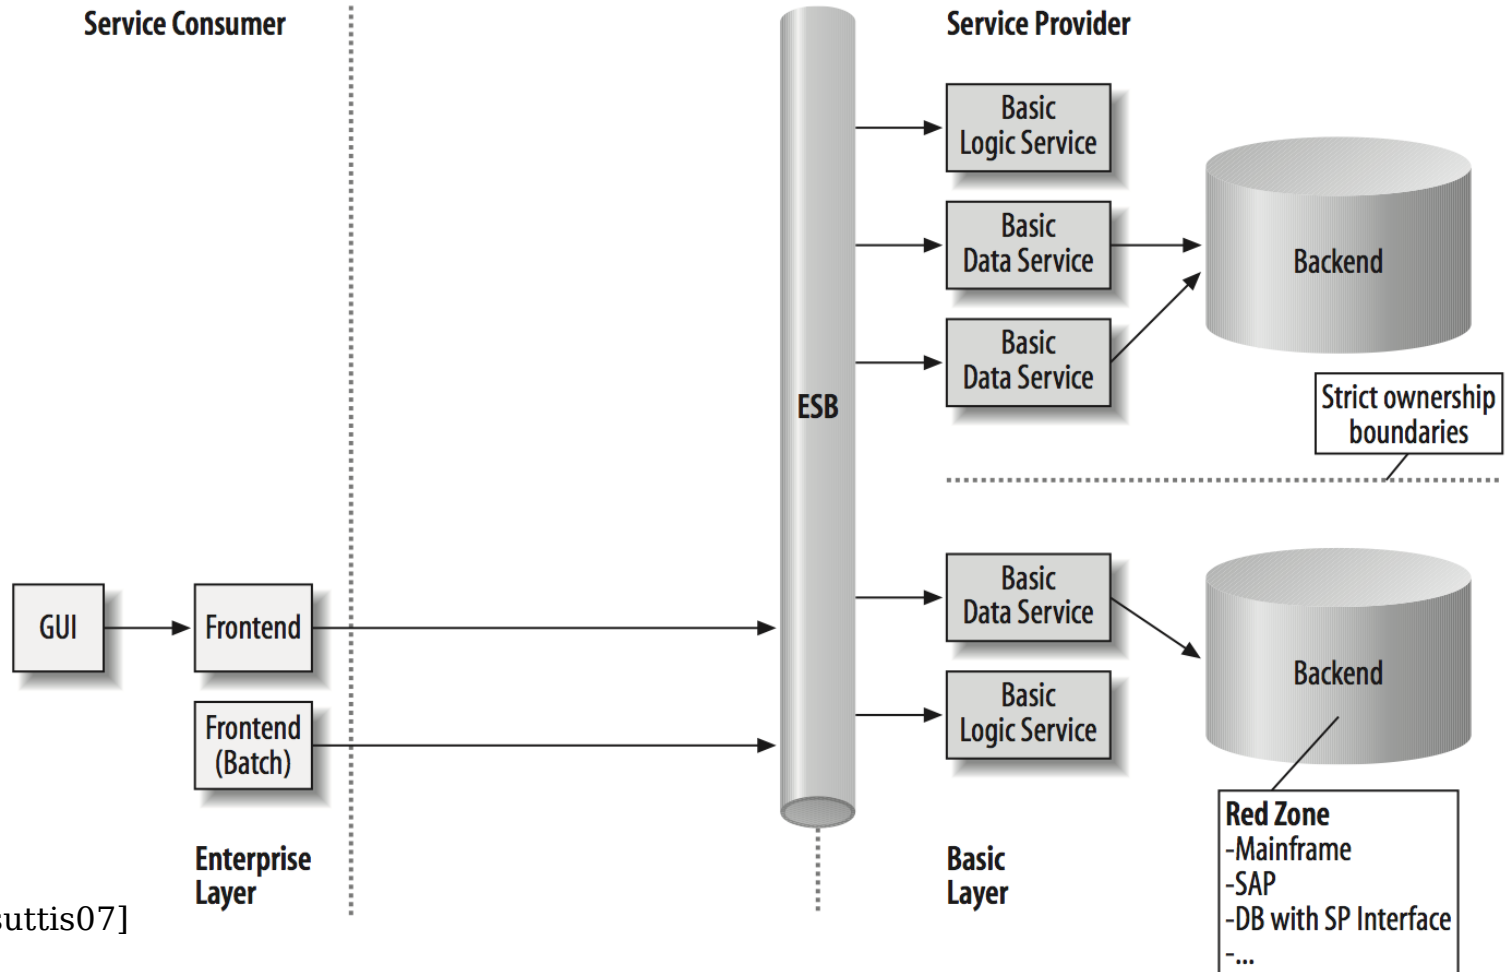 Service Consumer
Service Provider
Basic
Logic Service
Basic
Data Service
Backend
Basic
Data Service
ESB
Strict ownership
boundaries
Basic
Data Service
GUI
Frontend
Backend
Basic
Logic Service
Frontend
(Batch)
Red Zone
-Mainframe
-SAP
-DB with SP Interface
-...
Enterprise
Layer
Basic
Layer
suttis07]